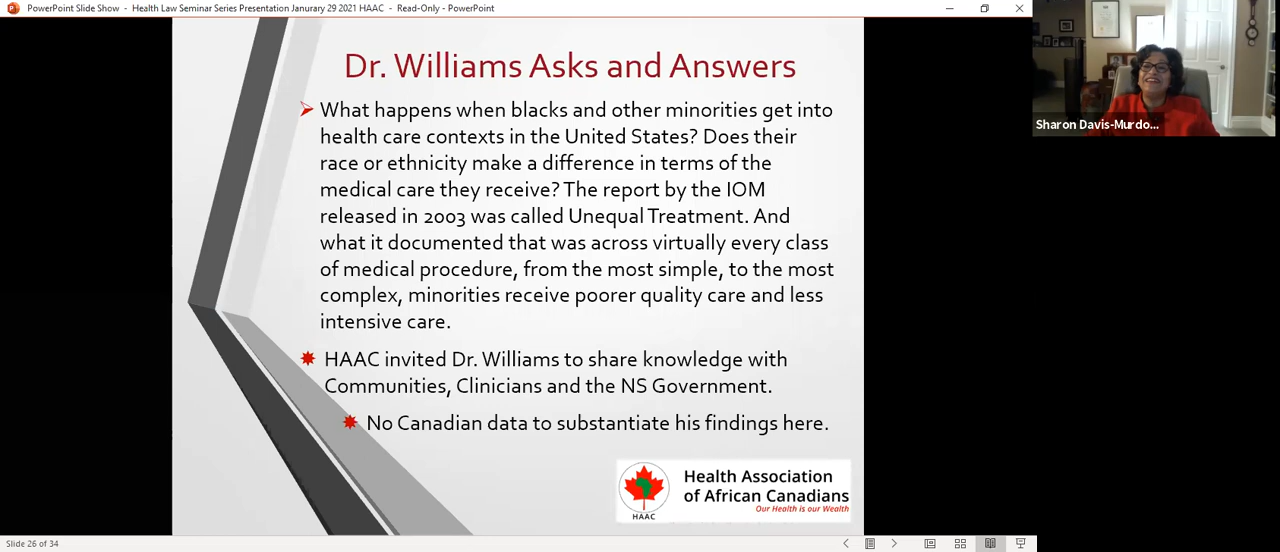 PowerPoint Slide Show - Health Law Seminar Series Presentation Janurary 29 2021 HAAC - Read-Only - PowerPoint
Dr. Williams Asks and Answers
What happens when blacks and other minorities get into
health care contexts in the United States? Does their
race or ethnicity make a difference in terms of the
medical care they receive? The report by the IOM
released in 2003 was called Unequal Treatment. And
what it documented that was across virtually every class
of medical procedure, from the most simple, to the most
complex, minorities receive poorer quality care and less
intensive care.
HAAC invited Dr. Williams to share knowledge with
Communities, Clinicians and the NS Government.
No Canadian data to substantiate his findings here.
HAAC
Health Association
of African Canadians
Our Health is our Wealth
Slide 26 of 34
Sharon Davis-Murdo...